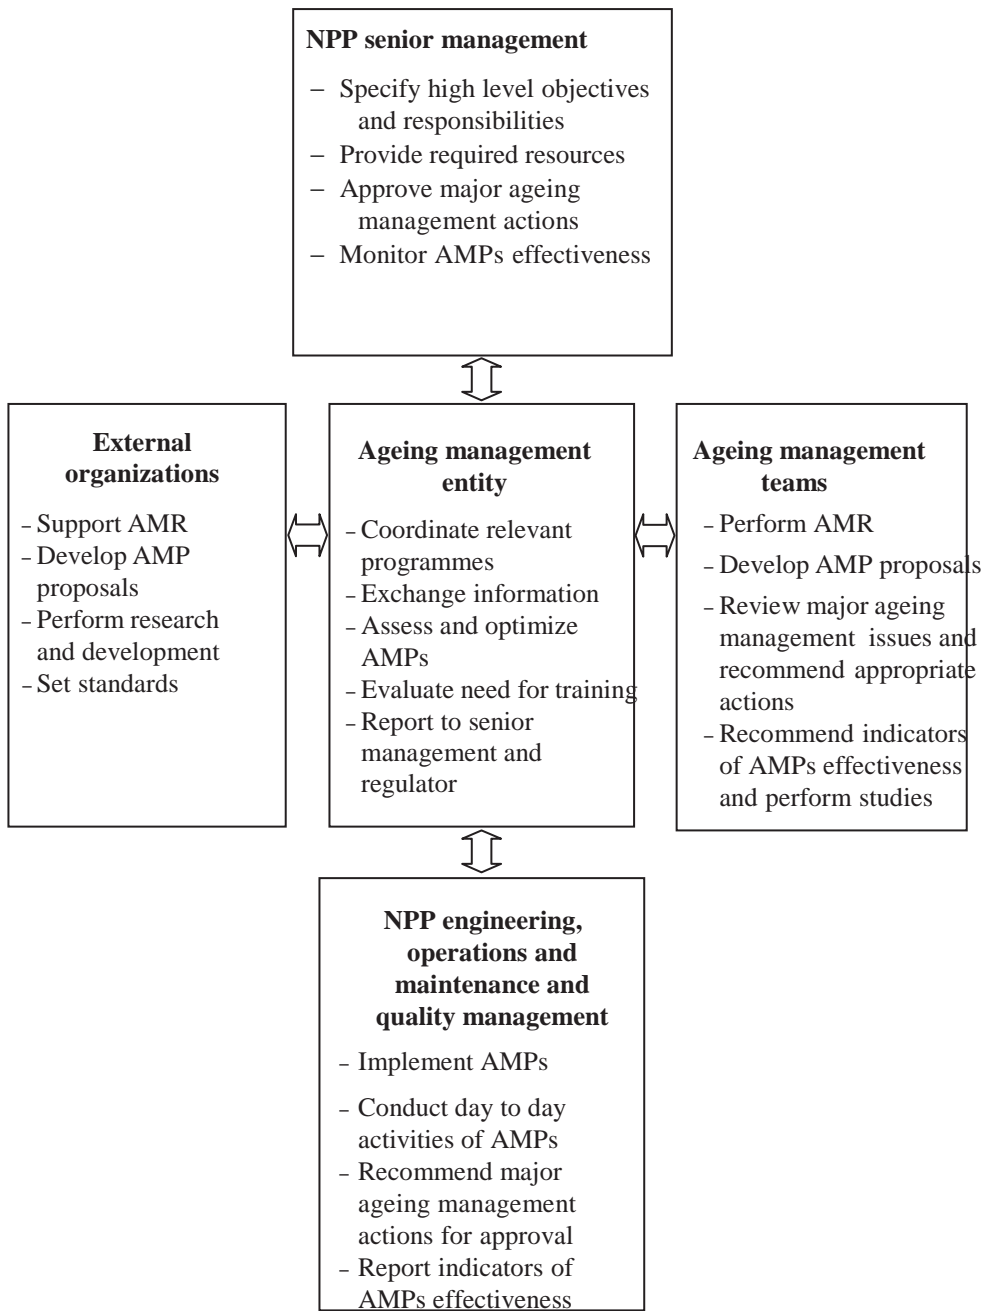 NPP senior management
– Specify high level objectives
and responsibilities
– Provide required resources
– Approve major ageing
management actions
– Monitor AMPs effectiveness
External
organizations
– Support AMR
– Develop AMP
proposals
– Perform research
and development
– Set standards
Ageing management
entity
– Coordinate relevant
programmes
– Exchange information
– Assess and optimize
AMPs
– Evaluate need for training
– Report to senior
management and
regulator
Ageing management
teams
– Perform AMR
– Develop AMP proposals
– Review major ageing
management issues and
recommend appropriate
actions
– Recommend indicators
of AMPs effectiveness
and perform studies
NPP engineering,
operations and
maintenance and
quality management
– Implement AMPs
– Conduct day to day
activities of AMPs
– Recommend major
ageing management
actions for approval
– Report indicators of
AMPs effectiveness